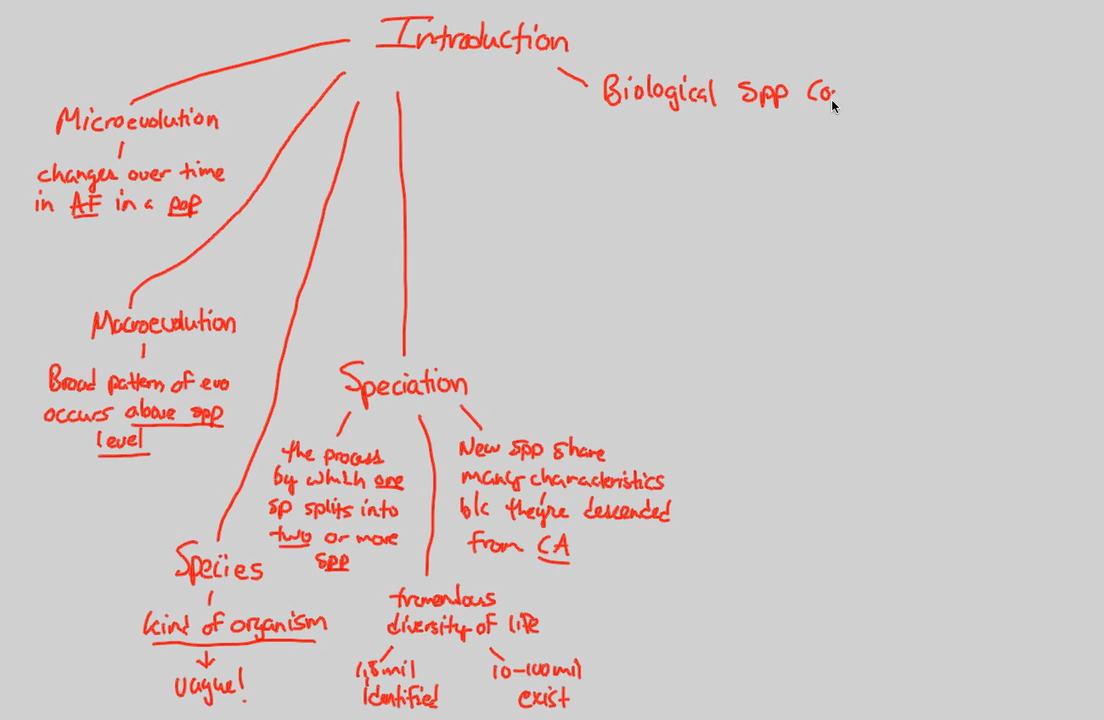 Introduction
Biological Spp Co
Microevolution
changes over time
in AF in a pop
Macroevolution
Broad pattern of evo
occurs above spp
level
Speciation
the process
by which one
sp splits into
two or more
spp
New spp share
many characteristics
b/c they're descended
from CA
Species
kind of organism
vague!
tremendous
diversity of life
1,8mil
Identified
10-100mil
exist